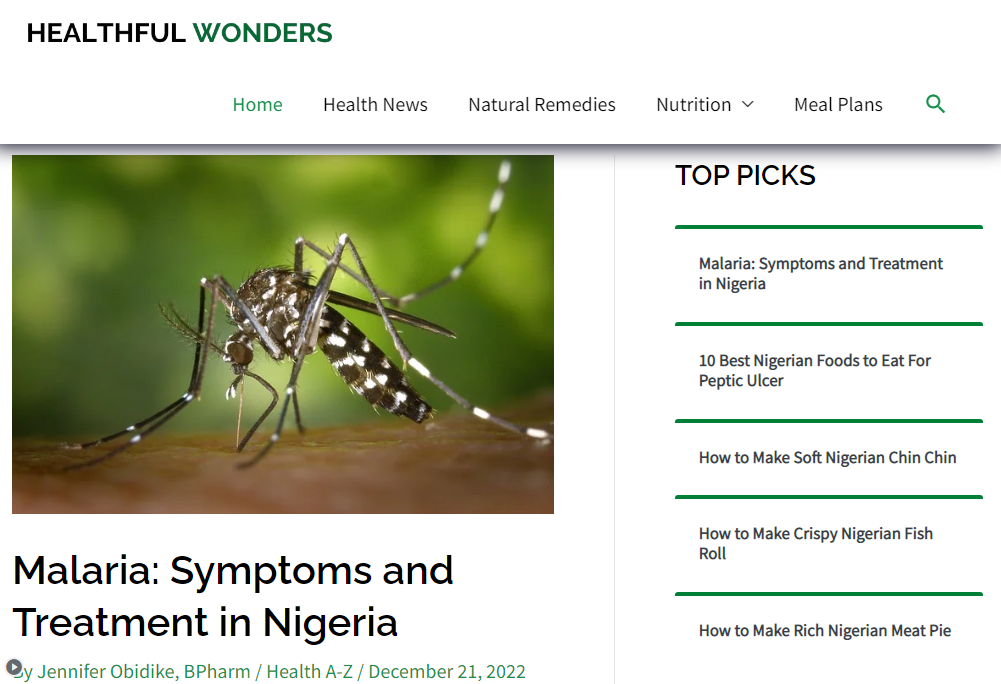 HEALTHFUL WONDERS
Home Health News Natural Remedies Nutrition Meal Plans
Malaria: Symptoms and
Treatment in Nigeria
By Jennifer Obidike, BPharm / Health A-Z / December 21, 2022
TOP PICKS
Malaria: Symptoms and Treatment
in Nigeria
10 Best Nigerian Foods to Eat For
Peptic Ulcer
How to Make Soft Nigerian Chin Chin
How to Make Crispy Nigerian Fish
Roll
How to Make Rich Nigerian Meat Pie